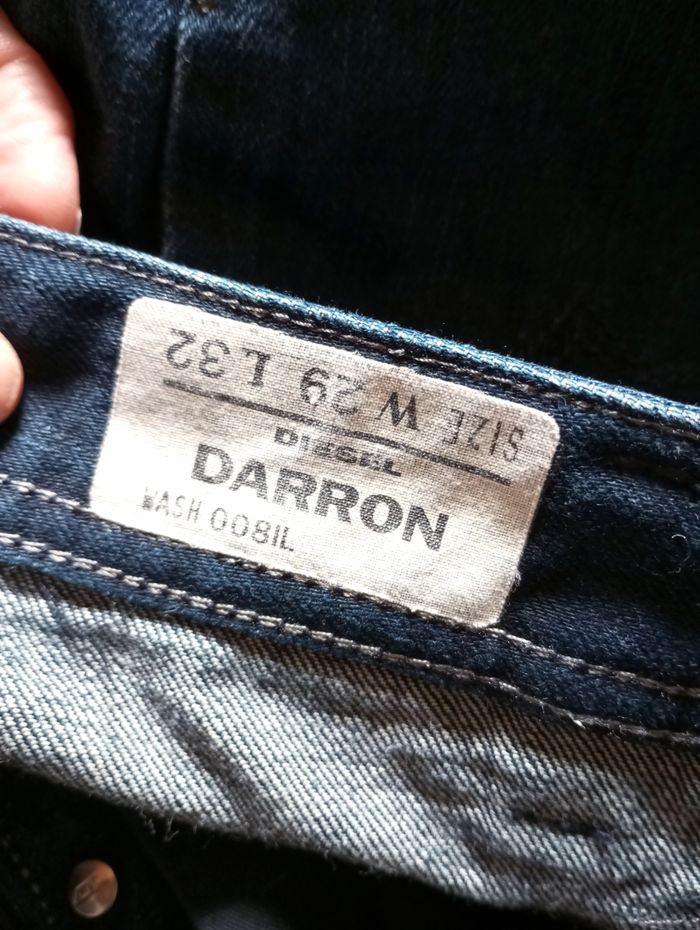 SIZE W 29 L 32
DIESEL
DARRON
WASH 0081L